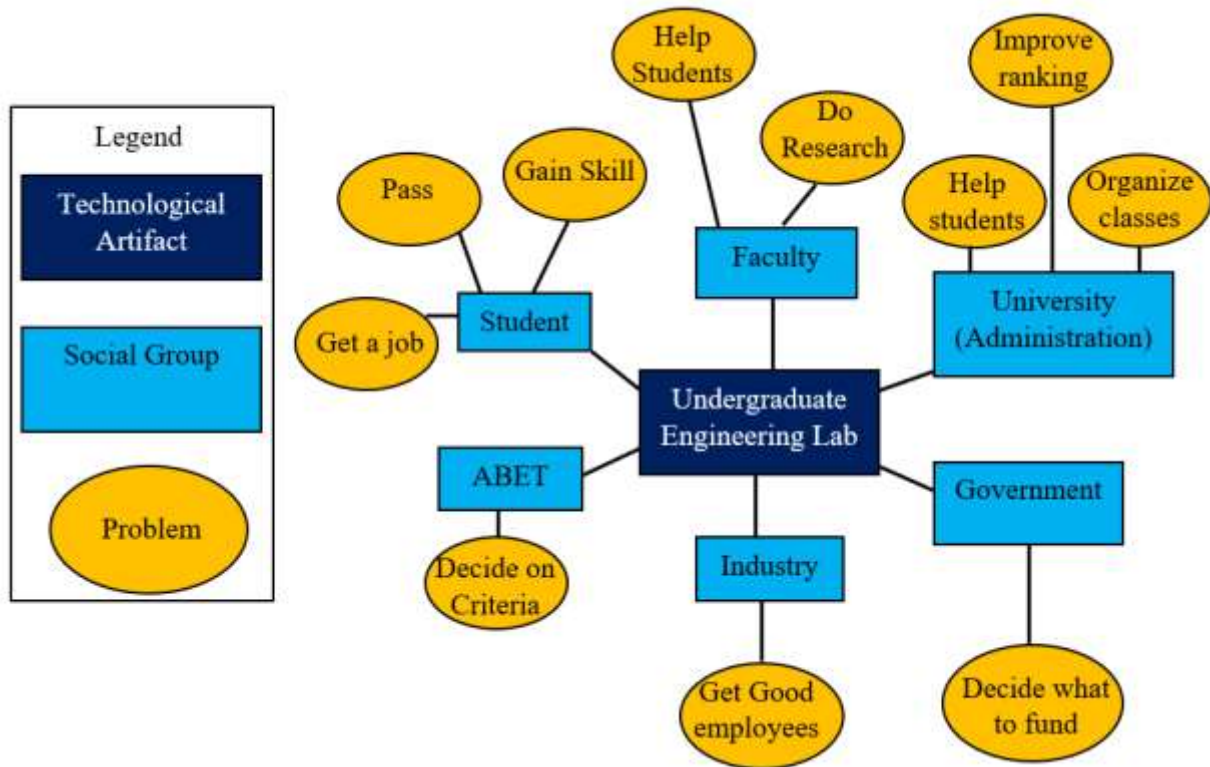 Legend
Technological
Artifact
Social Group
Problem
Help
Students
Do
Research
Improve
ranking
Help
students
Organize
classes
Pass
Gain Skill
Get a job
Student
Faculty
University
(Administration)
Undergraduate
Engineering Lab
ABET
Decide on
Criteria
Industry
Get Good
employees
Government
Decide what
to fund